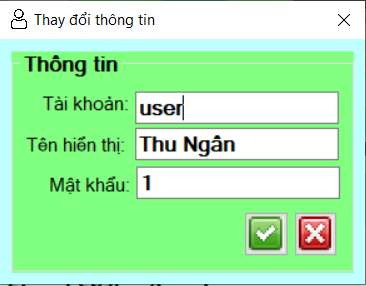 Thay đổi thông tin
Thông tin
Tài khoản: user
Tên hiển thị: Thu Ngân
Mật khẩu: 1